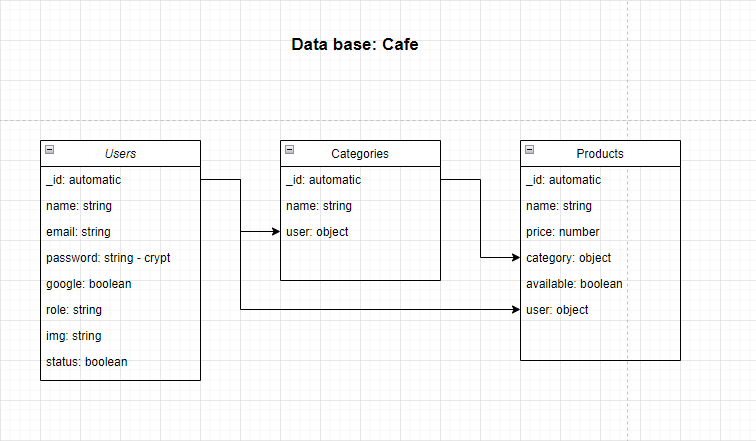 Data base: Cafe
Users
_id: automatic
name: string
email: string
password: string - crypt
google: boolean
role: string
img: string
status: boolean
Categories
_id: automatic
name: string
user: object
Products
_id: automatic
name: string
price: number
category: object
available: boolean
user: object